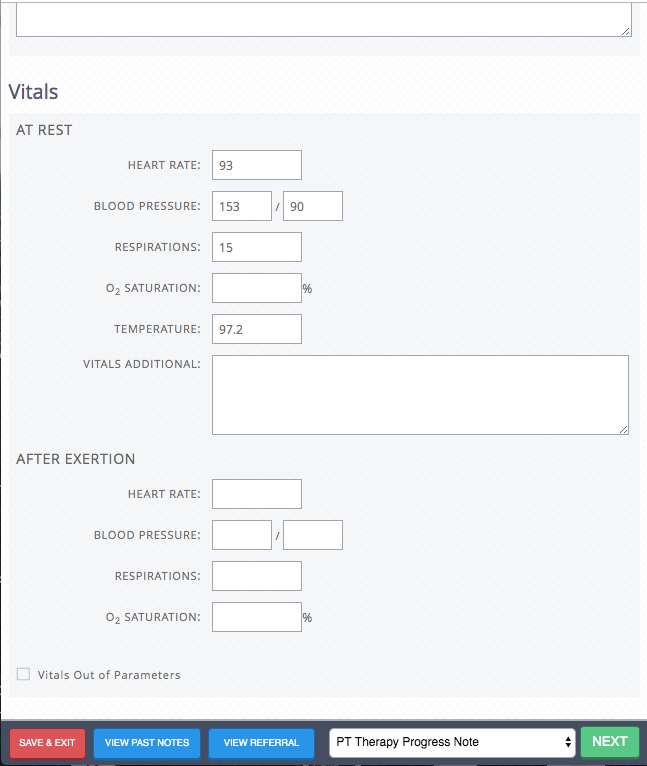 Vitals
AT REST
HEART RATE: 93
BLOOD PRESSURE: 153 / 90
RESPIRATIONS: 15
O2 SATURATION: %
TEMPERATURE: 97.2
VITALS ADDITIONAL:
AFTER EXERTION
HEART RATE:
BLOOD PRESSURE: /
RESPIRATIONS:
O2 SATURATION: %
Vitals Out of Parameters
SAVE & EXIT VIEW PAST NOTES VIEW REFERRAL PT Therapy Progress Note NEXT